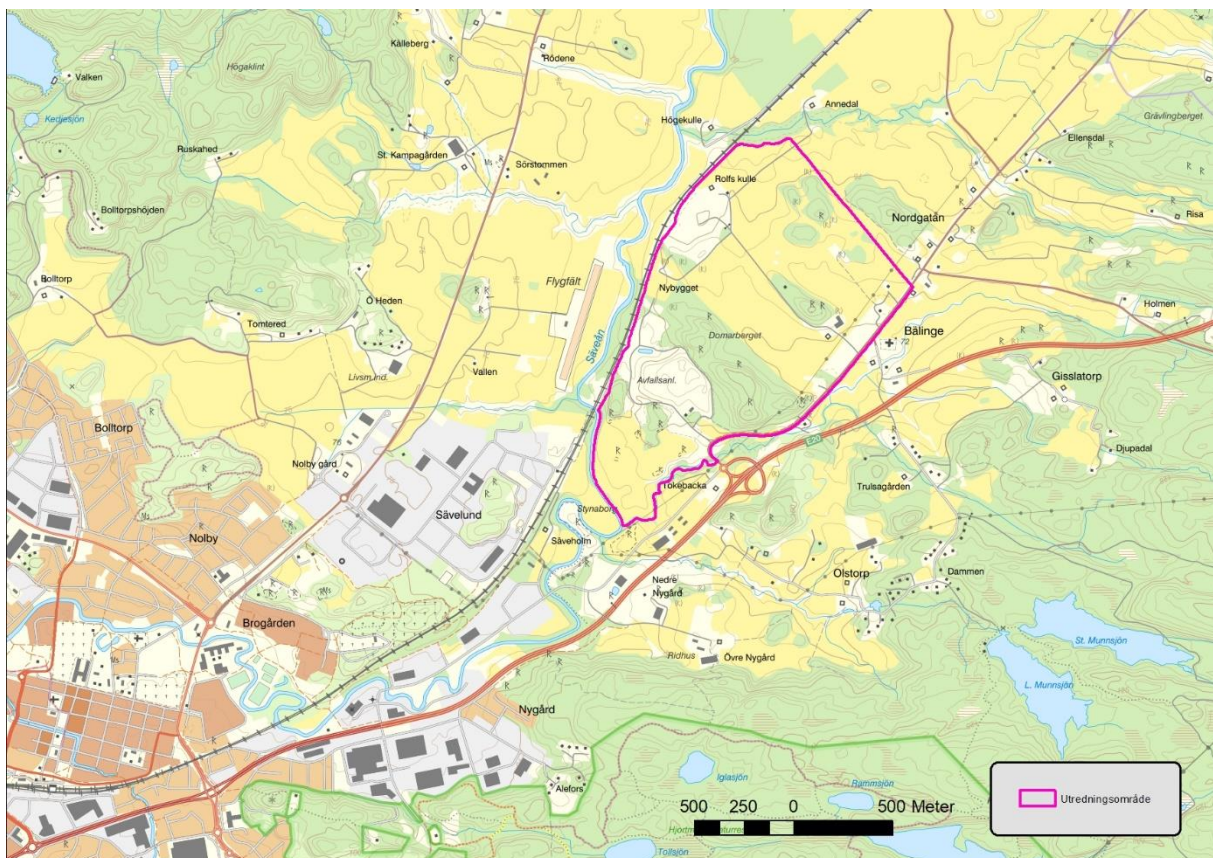 Källeberg
Rödene
Högaklint
Valken
Annedal
Kedjesjön
Högekulle
Grävlingberget
Ellensdal
Ruskahed
St. Kampagården
Sörstommen
Rolfs kulle
Bolltorpshöjden
Nordgatan
Risa
Bolltorp
Flygfält
Nybygget
Ö Heden
Holmen
Tomtered
Säveån
Domarberget
Bälinge
72
Livsm.ind.
Vallen
Avfallsanl.
Gisslatorp
Bolltorp
E20
76
Nolby gård
Djupadal
Tokebacka
Trulsagården
Sävelund
Stynaborg
Nolby
Säveholm
Olstorp
Dammen
Nedre
Nygård
Brogården
St. Munnsjön
Ridhus
Övre Nygård
L. Munnsjön
Nygård
Iglasjön
Alefors
Rammsjön
500 250 0 500 Meter
Utredningsområde
Tollsjön